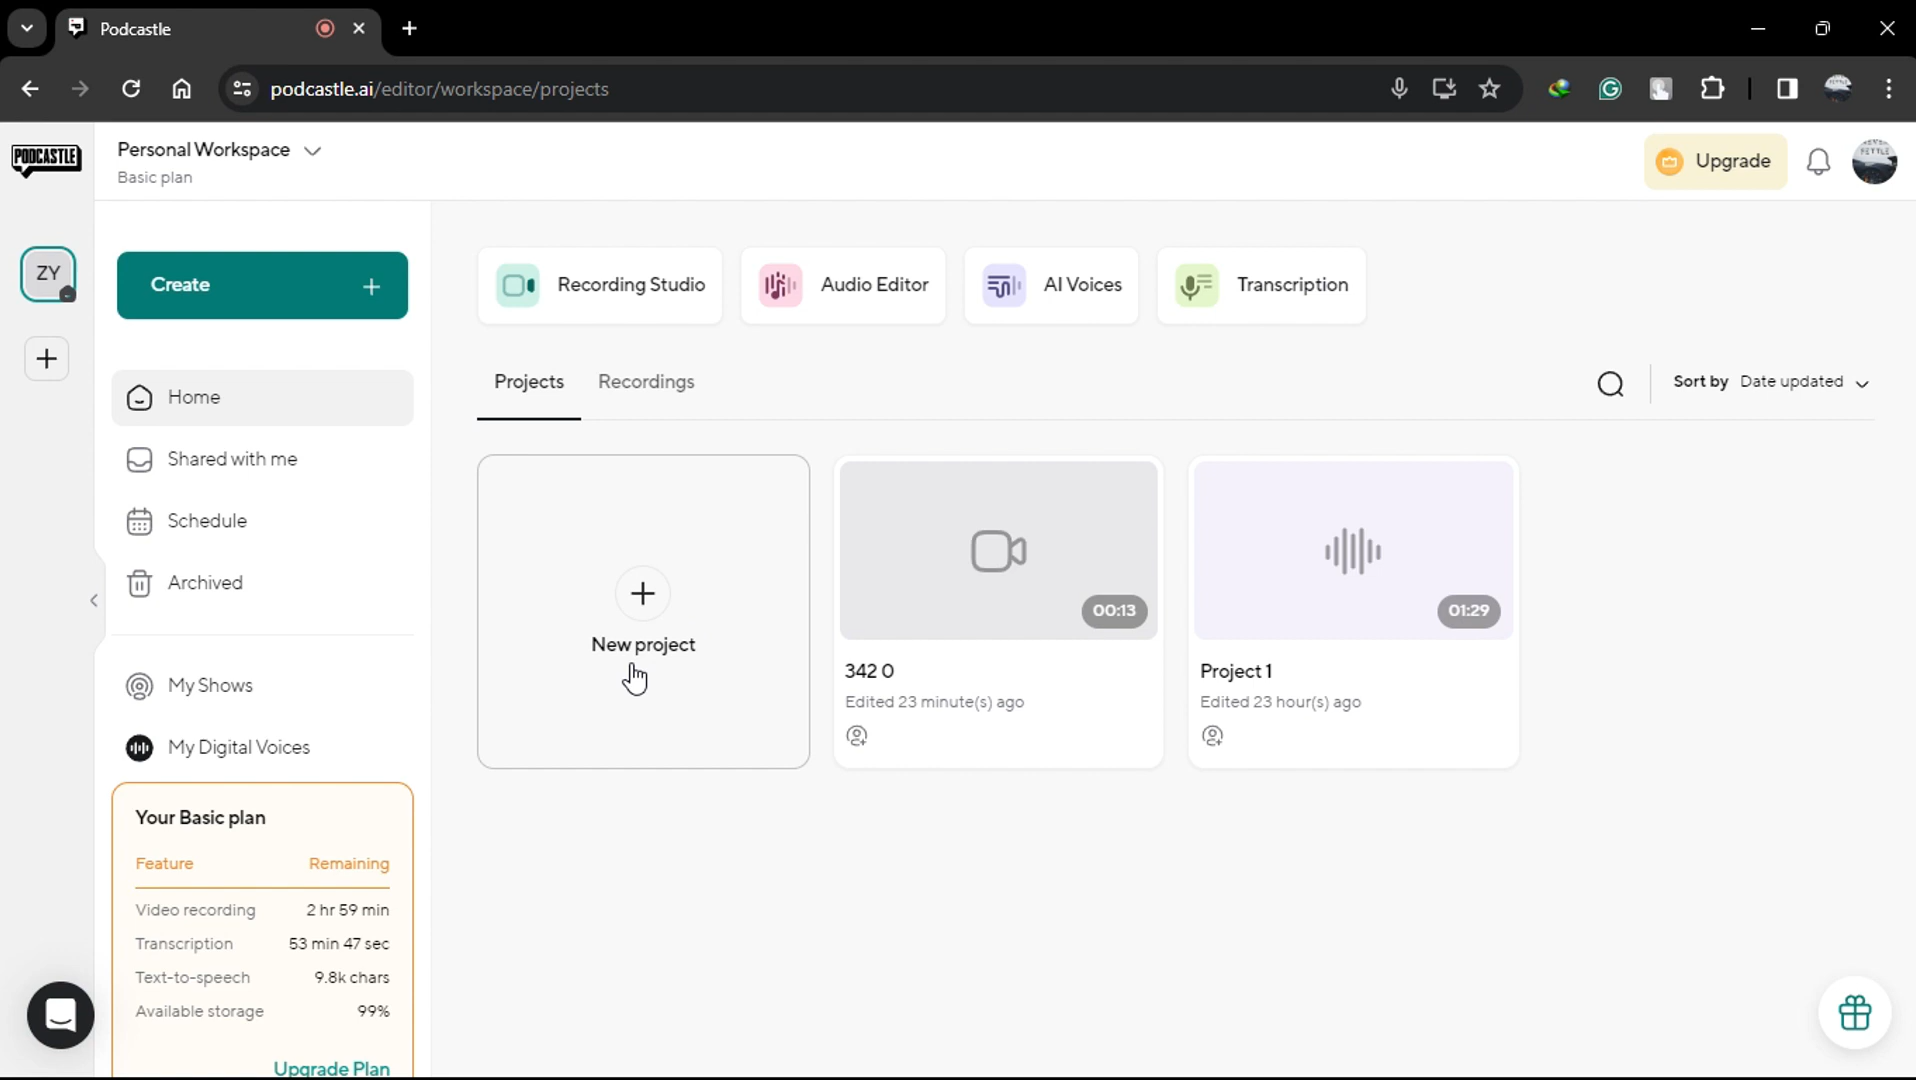 Podcastle
podcastle.ai/editor/workspace/projects
PODCASTLE
Personal Workspace
Basic plan
Upgrade
ZY
Create
Recording Studio
Audio Editor
AI Voices
Transcription
Home
Projects
Recordings
Sort by Date updated
Shared with me
Schedule
Archived
My Shows
My Digital Voices
New project
00:13
342 0
Edited 23 minute(s) ago
01:29
Project 1
Edited 23 hour(s) ago
Your Basic plan
Feature Remaining
Video recording 2 hr 59 min
Transcription 53 min 47 sec
Text-to-speech 9.8k chars
Available storage 99%
Upgrade Plan